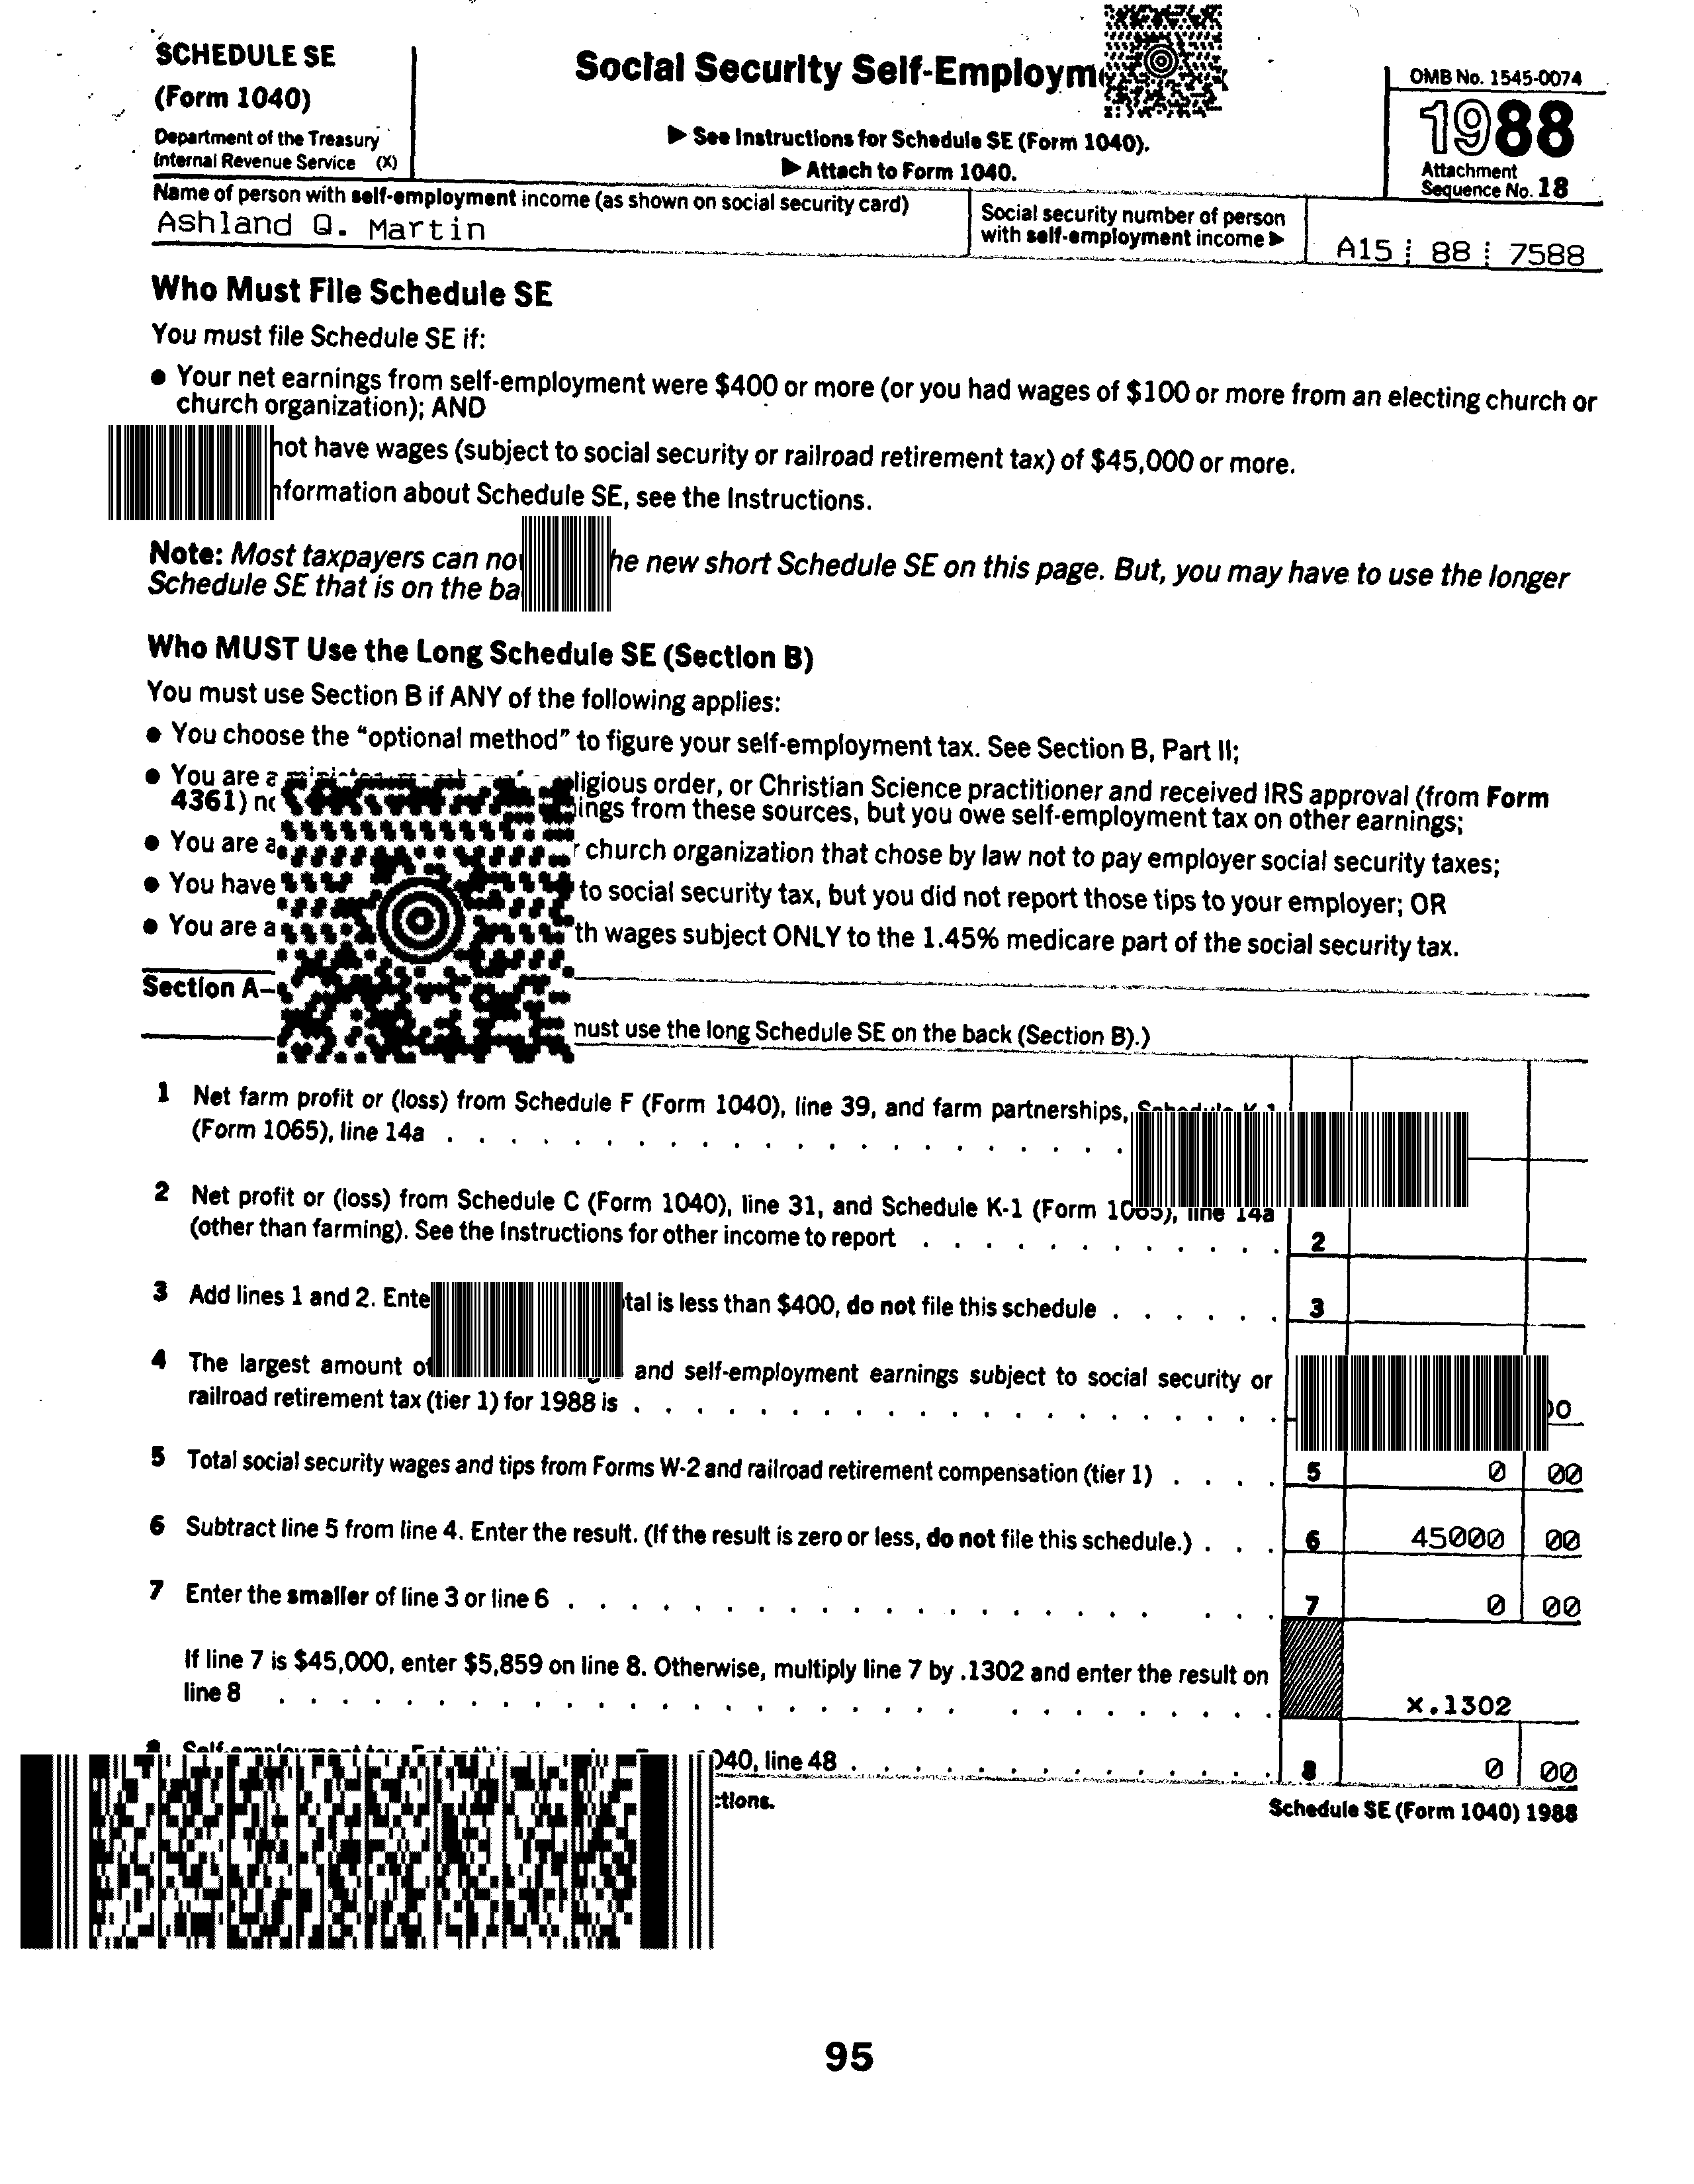 SCHEDULE SE
(Form 1040)
Department of the Treasury
Internal Revenue Service (X)
Social Security Self-Employm
▶ See Instructions for Schedule SE (Form 1040).
▶ Attach to Form 1040.
OMB No. 1545-0074
1988
Attachment
Sequence No. 18
Name of person with self-employment income (as shown on social security card)
Ashland Q. Martin
Social security number of person
with self-employment income ▶
A15 88 7588
Who Must File Schedule SE
You must file Schedule SE if:
● Your net earnings from self-employment were $400 or more (or you had wages of $100 or more from an electing church or
church organization); AND
not have wages (subject to social security or railroad retirement tax) of $45,000 or more.
nformation about Schedule SE, see the Instructions.
Note: Most taxpayers can no he new short Schedule SE on this page. But, you may have to use the longer
Schedule SE that is on the ba
Who MUST Use the Long Schedule SE (Section B)
You must use Section B if ANY of the following applies:
● You choose the “optional method” to figure your self-employment tax. See Section B, Part II;
● You are a ligious order, or Christian Science practitioner and received IRS approval (from Form
4361) ings from these sources, but you owe self-employment tax on other earnings;
● You are a church organization that chose by law not to pay employer social security taxes;
● You have to social security tax, but you did not report those tips to your employer; OR
● You are a th wages subject ONLY to the 1.45% medicare part of the social security tax.
Section A—
must use the long Schedule SE on the back (Section B).)
1 Net farm profit or (loss) from Schedule F (Form 1040), line 39, and farm partnerships, Schedule K-1
(Form 1065), line 14a
2 Net profit or (loss) from Schedule C (Form 1040), line 31, and Schedule K-1 (Form 1065), line 14a
(other than farming). See the Instructions for other income to report 2
3 Add lines 1 and 2. Ente tal is less than $400, do not file this schedule 3
4 The largest amount of and self-employment earnings subject to social security or
railroad retirement tax (tier 1) for 1988 is
5 Total social security wages and tips from Forms W-2 and railroad retirement compensation (tier 1) 5 0 00
6 Subtract line 5 from line 4. Enter the result. (If the result is zero or less, do not file this schedule.) 6 45000 00
7 Enter the smaller of line 3 or line 6 7 0 00
If line 7 is $45,000, enter $5,859 on line 8. Otherwise, multiply line 7 by .1302 and enter the result on
line 8 x.1302
040, line 48 8 0 00
ctions.
Schedule SE (Form 1040) 1988
95